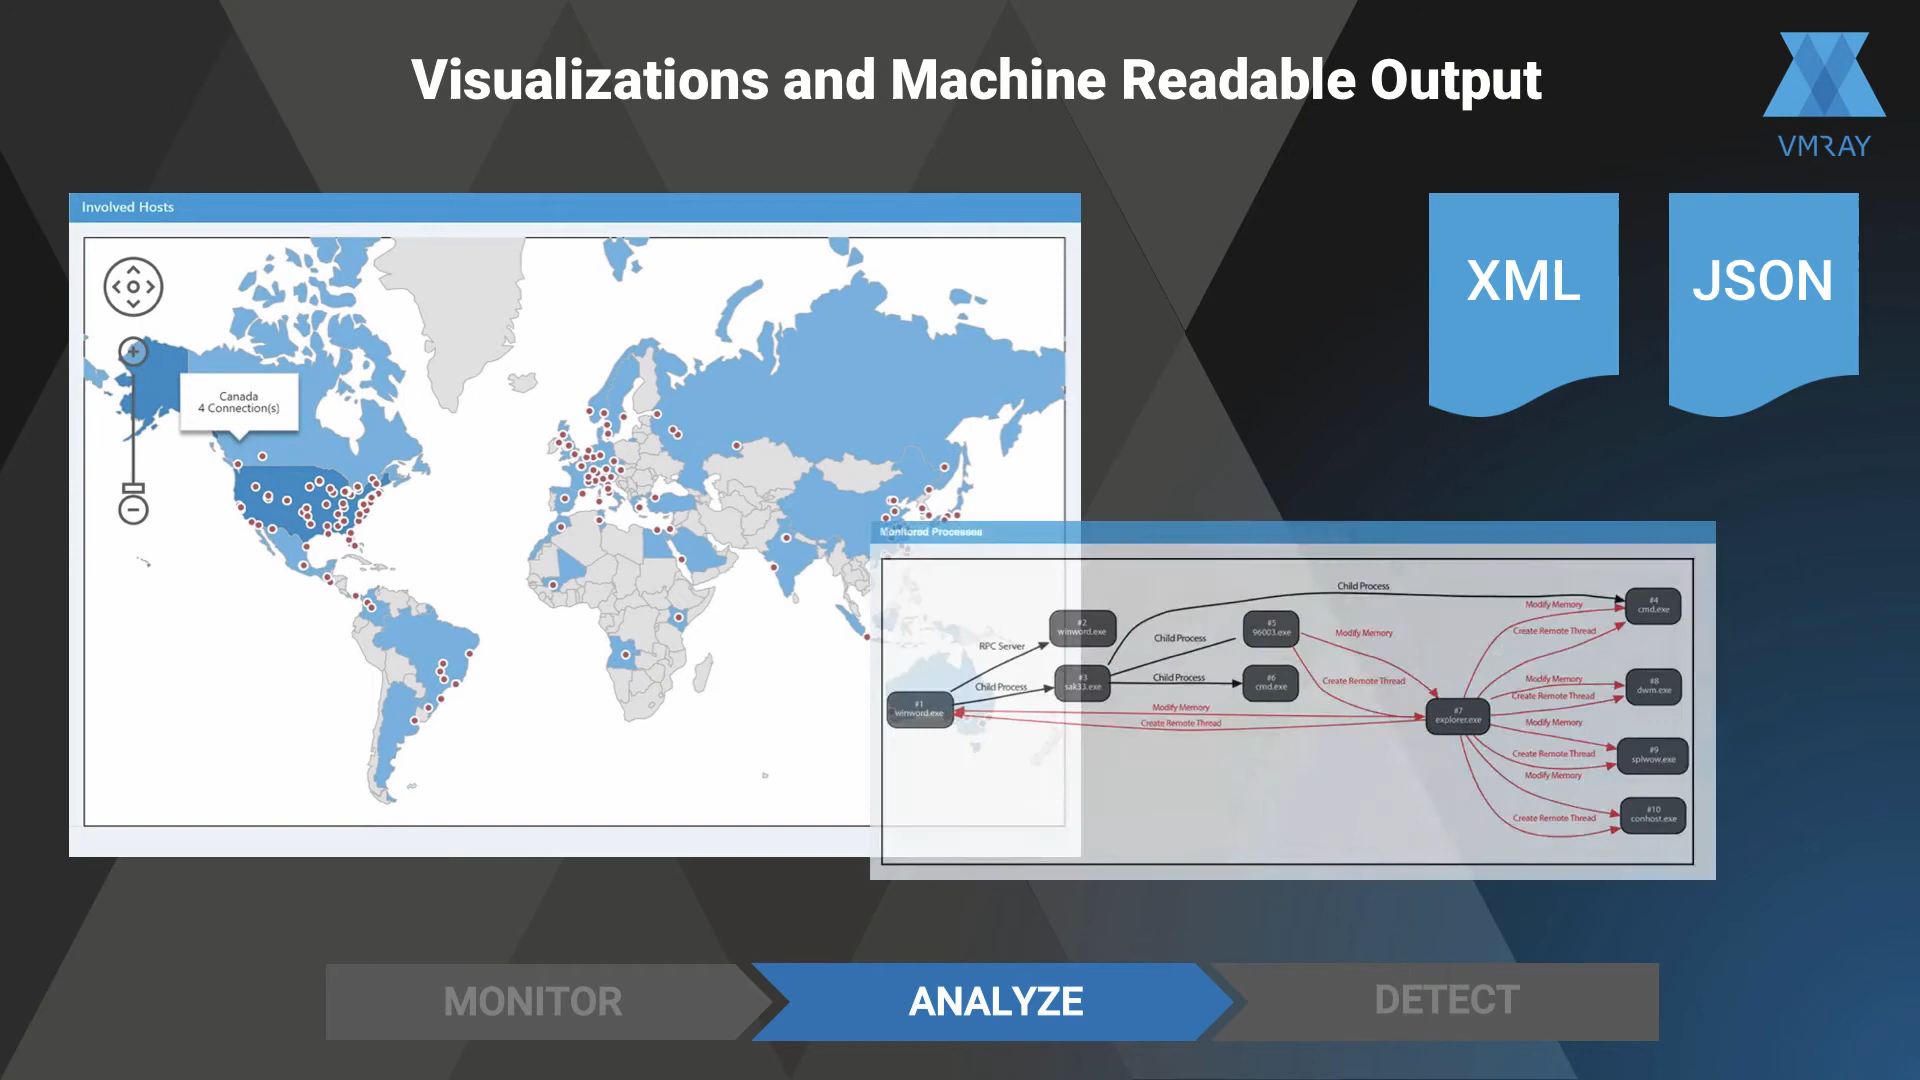 Visualizations and Machine Readable Output
VMRAY
Involved Hosts
Canada
4 Connection(s)
XML
JSON
Monitored Processes
Child Process
#4
cmd.exe
Modify Memory
Create Remote Thread
#2
winword.exe
#5
96003.exe
Child Process
Modify Memory
RPC Server
#3
sak33.exe
Child Process
#6
cmd.exe
Create Remote Thread
Child Process
#1
winword.exe
Modify Memory
Create Remote Thread
#7
explorer.exe
Modify Memory
Create Remote Thread
#8
dwm.exe
Modify Memory
Create Remote Thread
#9
splwow.exe
Modify Memory
Create Remote Thread
#10
conhost.exe
MONITOR
ANALYZE
DETECT